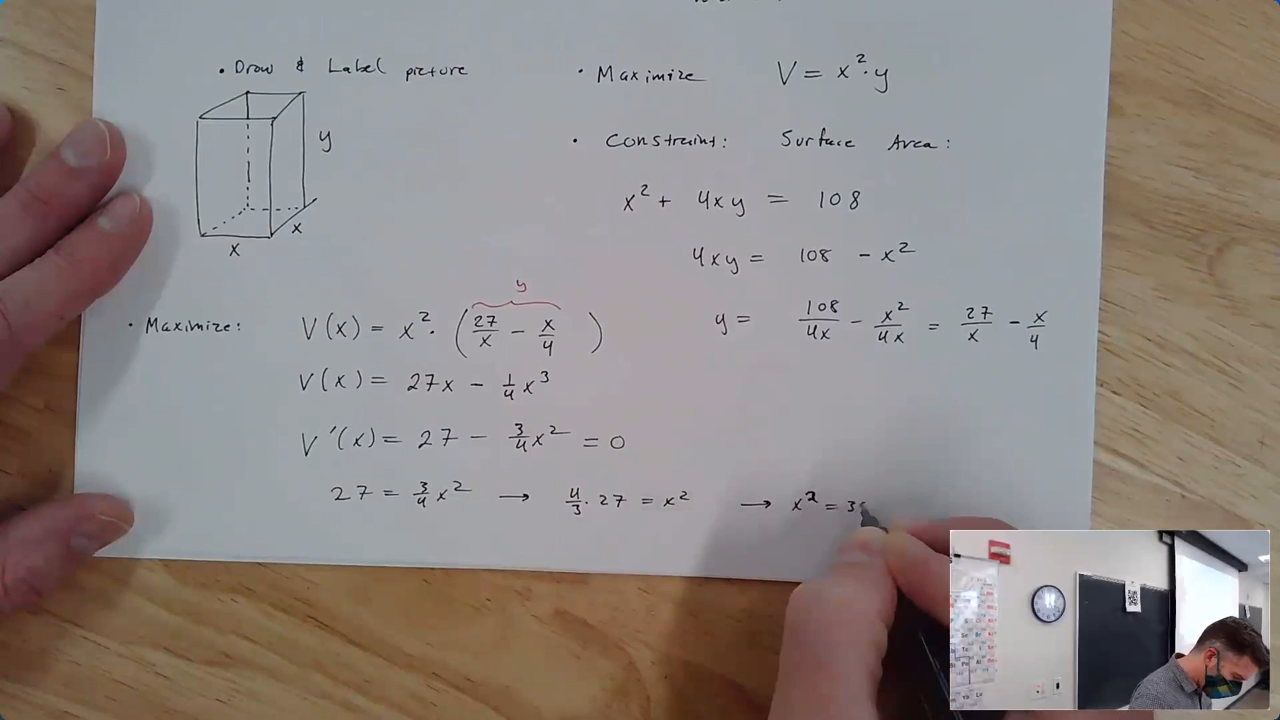 • Draw & Label picture
y
x
x
• Maximize V = x²·y
• Constraint: Surface Area:
x² + 4xy = 108
4xy = 108 - x²
y = 108/4x - x²/4x = 27/x - x/4
y
• Maximize: V(x) = x²·(27/x - x/4)
V(x) = 27x - 1/4 x³
V'(x) = 27 - 3/4 x² = 0
27 = 3/4 x² → 4/3 · 27 = x² → x² = 3